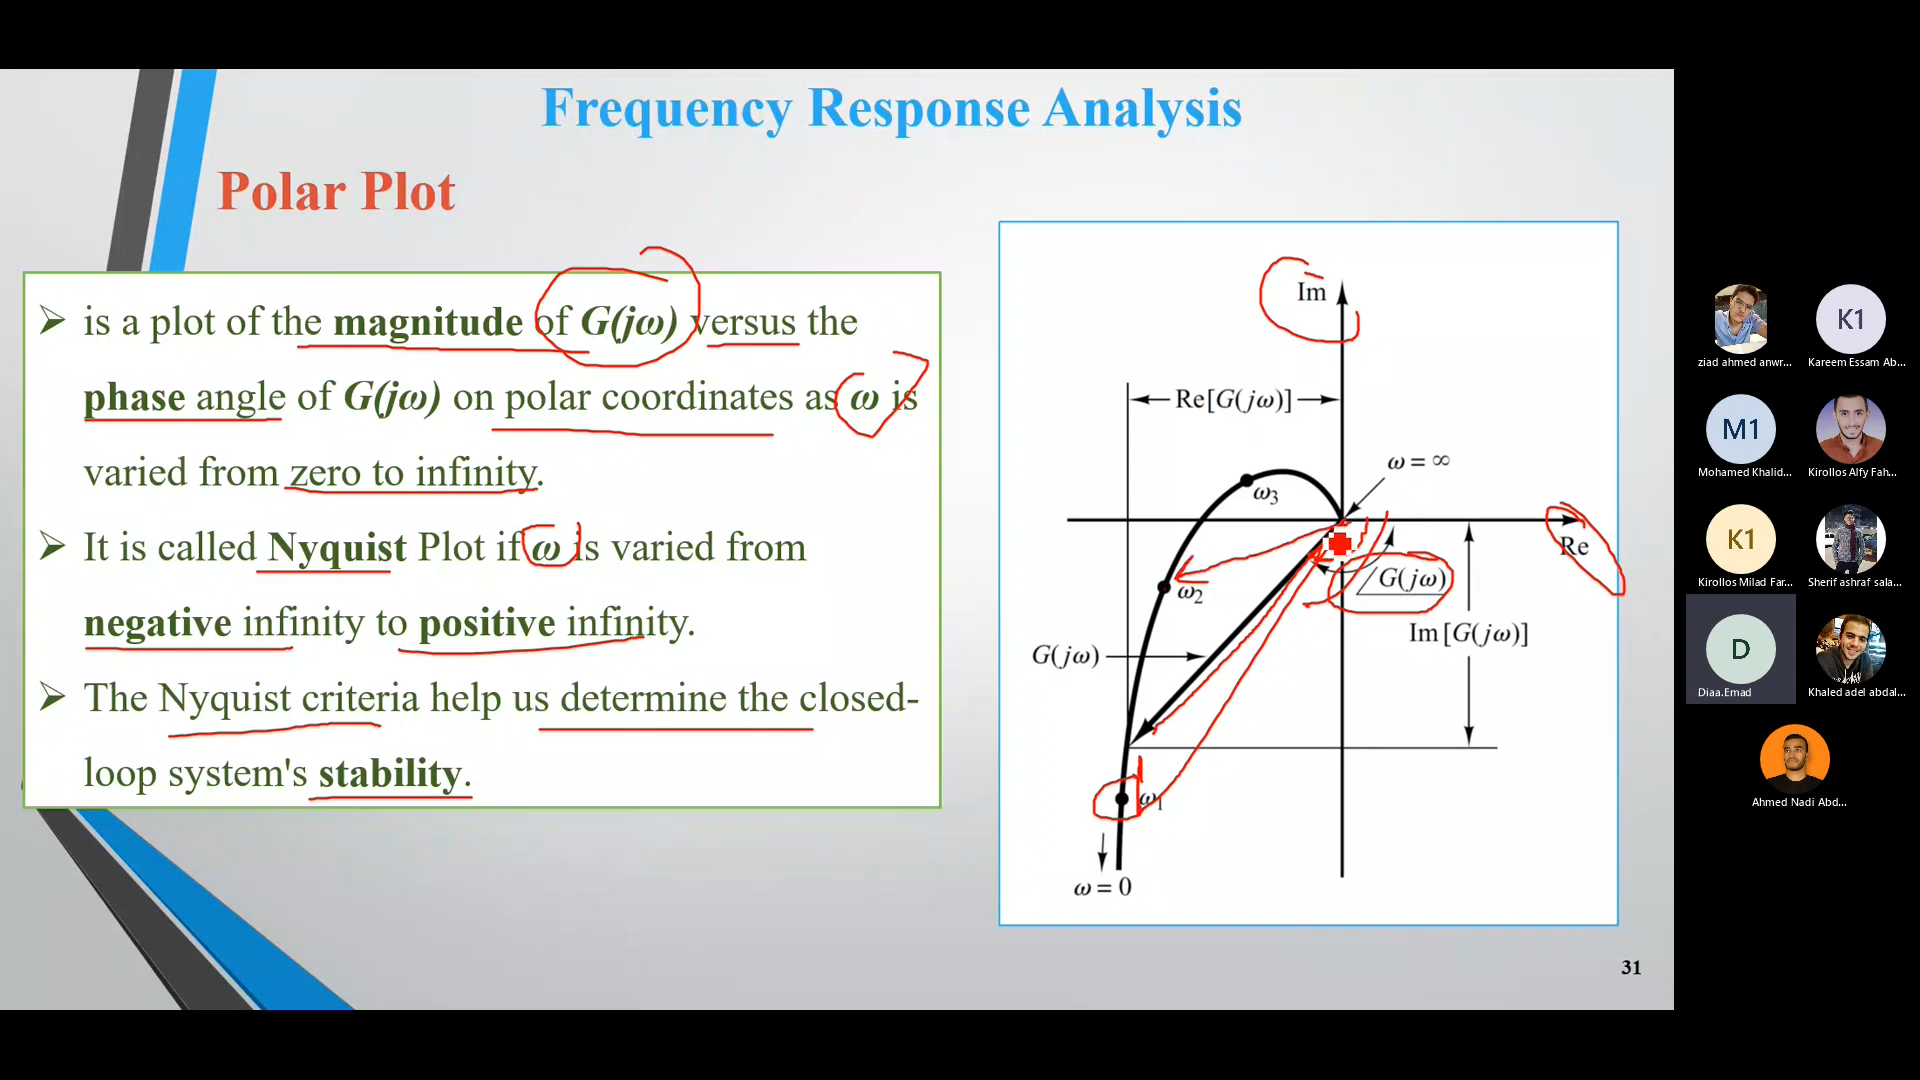 Frequency Response Analysis
Polar Plot
➢ is a plot of the magnitude of G(jω) versus the
phase angle of G(jω) on polar coordinates as ω is
varied from zero to infinity.
➢ It is called Nyquist Plot if ω is varied from
negative infinity to positive infinity.
➢ The Nyquist criteria help us determine the closed-
loop system's stability.
Im
Re[G(jω)]
ω = ∞
ω3
Re
G(jω)
ω2
Im[G(jω)]
G(jω)
ω1
ω = 0
31
ziad ahmed anwr...
K1
Kareem Essam Ab...
M1
Mohamed Khalid...
Kirollos Alfy Fah...
K1
Kirollos Milad Far...
Sherif ashraf sala...
D
Diaa.Emad
Khaled adel abdal...
Ahmed Nadi Abd...